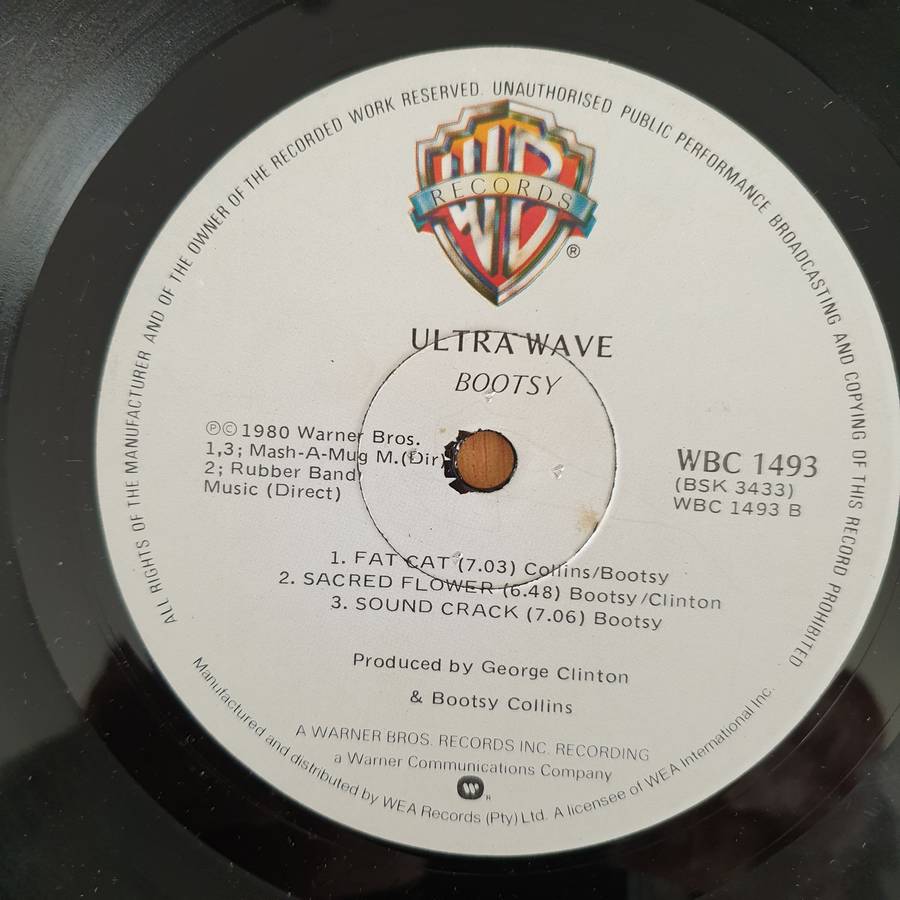 ALL RIGHTS OF THE MANUFACTURER AND OF THE OWNER OF THE RECORDED WORK RESERVED. UNAUTHORISED PUBLIC PERFORMANCE BROADCASTING AND COPYING OF THIS RECORD PROHIBITED
WB
RECORDS
®
ULTRA WAVE
BOOTSY
℗©1980 Warner Bros.
1,3; Mash-A-Mug M.(Dir)
2; Rubber Band
Music (Direct)
WBC 1493
(BSK 3433)
WBC 1493 B
1. FAT CAT (7.03) Collins/Bootsy
2. SACRED FLOWER (6.48) Bootsy/Clinton
3. SOUND CRACK (7.06) Bootsy
Produced by George Clinton
& Bootsy Collins
A WARNER BROS. RECORDS INC. RECORDING
a Warner Communications Company
Manufactured and distributed by WEA Records (Pty) Ltd. A licensee of WEA International Inc.